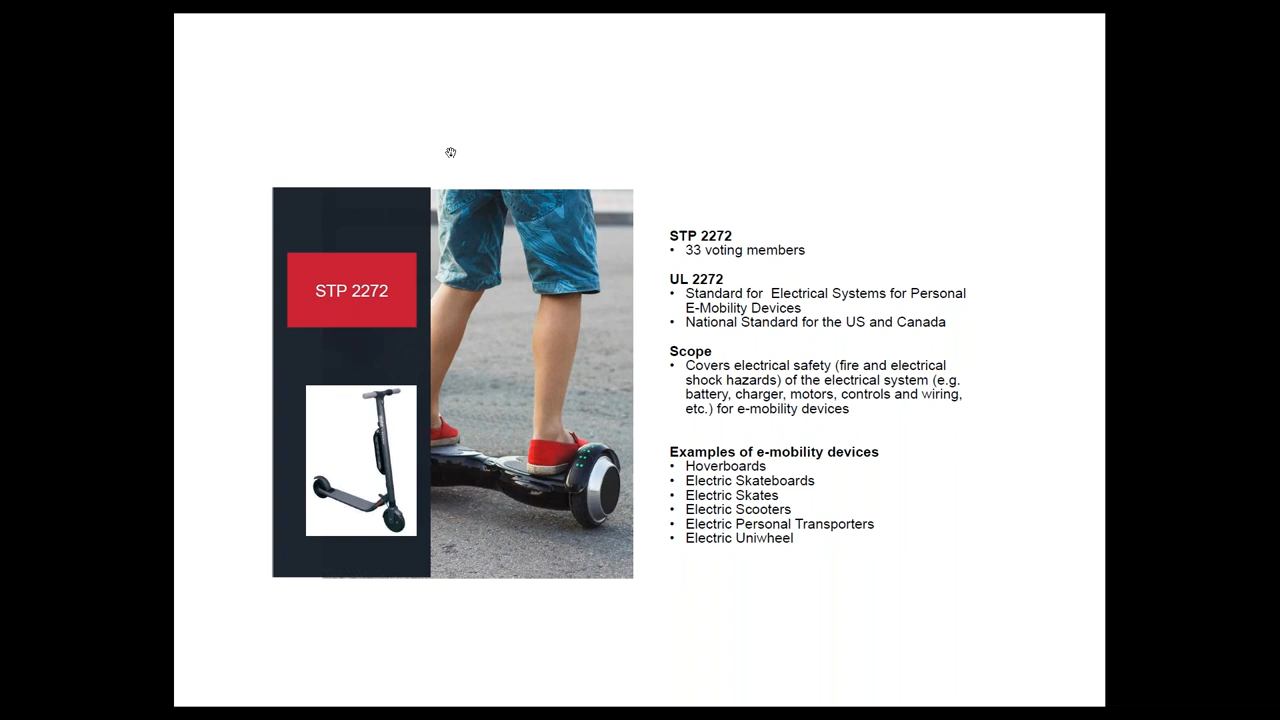 STP 2272
STP 2272
• 33 voting members
UL 2272
• Standard for  Electrical Systems for Personal
E-Mobility Devices
• National Standard for the US and Canada
Scope
• Covers electrical safety (fire and electrical
shock hazards) of the electrical system (e.g.
battery, charger, motors, controls and wiring,
etc.) for e-mobility devices
Examples of e-mobility devices
• Hoverboards
• Electric Skateboards
• Electric Skates
• Electric Scooters
• Electric Personal Transporters
• Electric Uniwheel